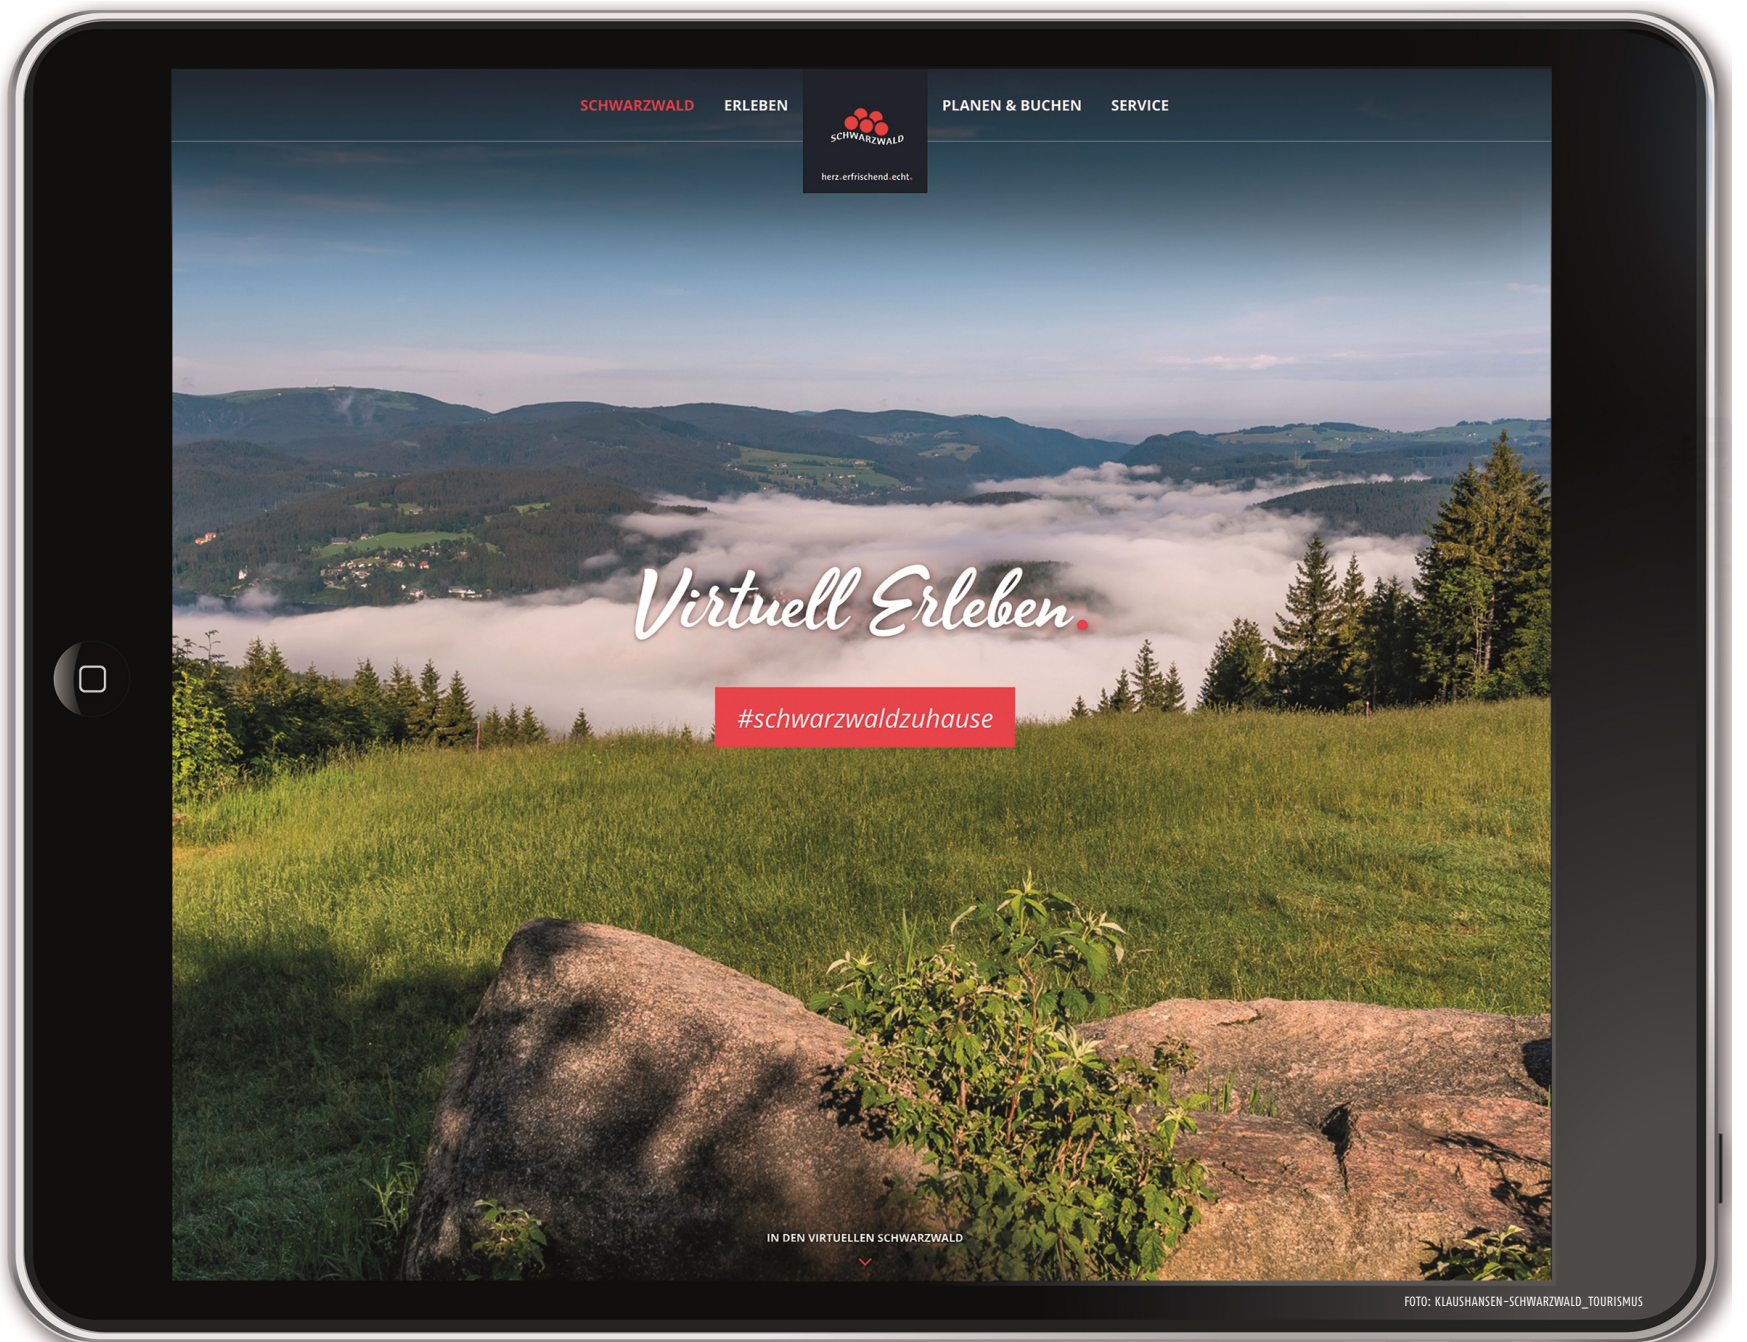 SCHWARZWALD ERLEBEN PLANEN & BUCHEN SERVICE
SCHWARZWALD
herz.erfrischend.echt.
Virtuell Erleben.
#schwarzwaldzuhause
IN DEN VIRTUELLEN SCHWARZWALD
FOTO: KLAUSHANSEN-SCHWARZWALD_TOURISMUS